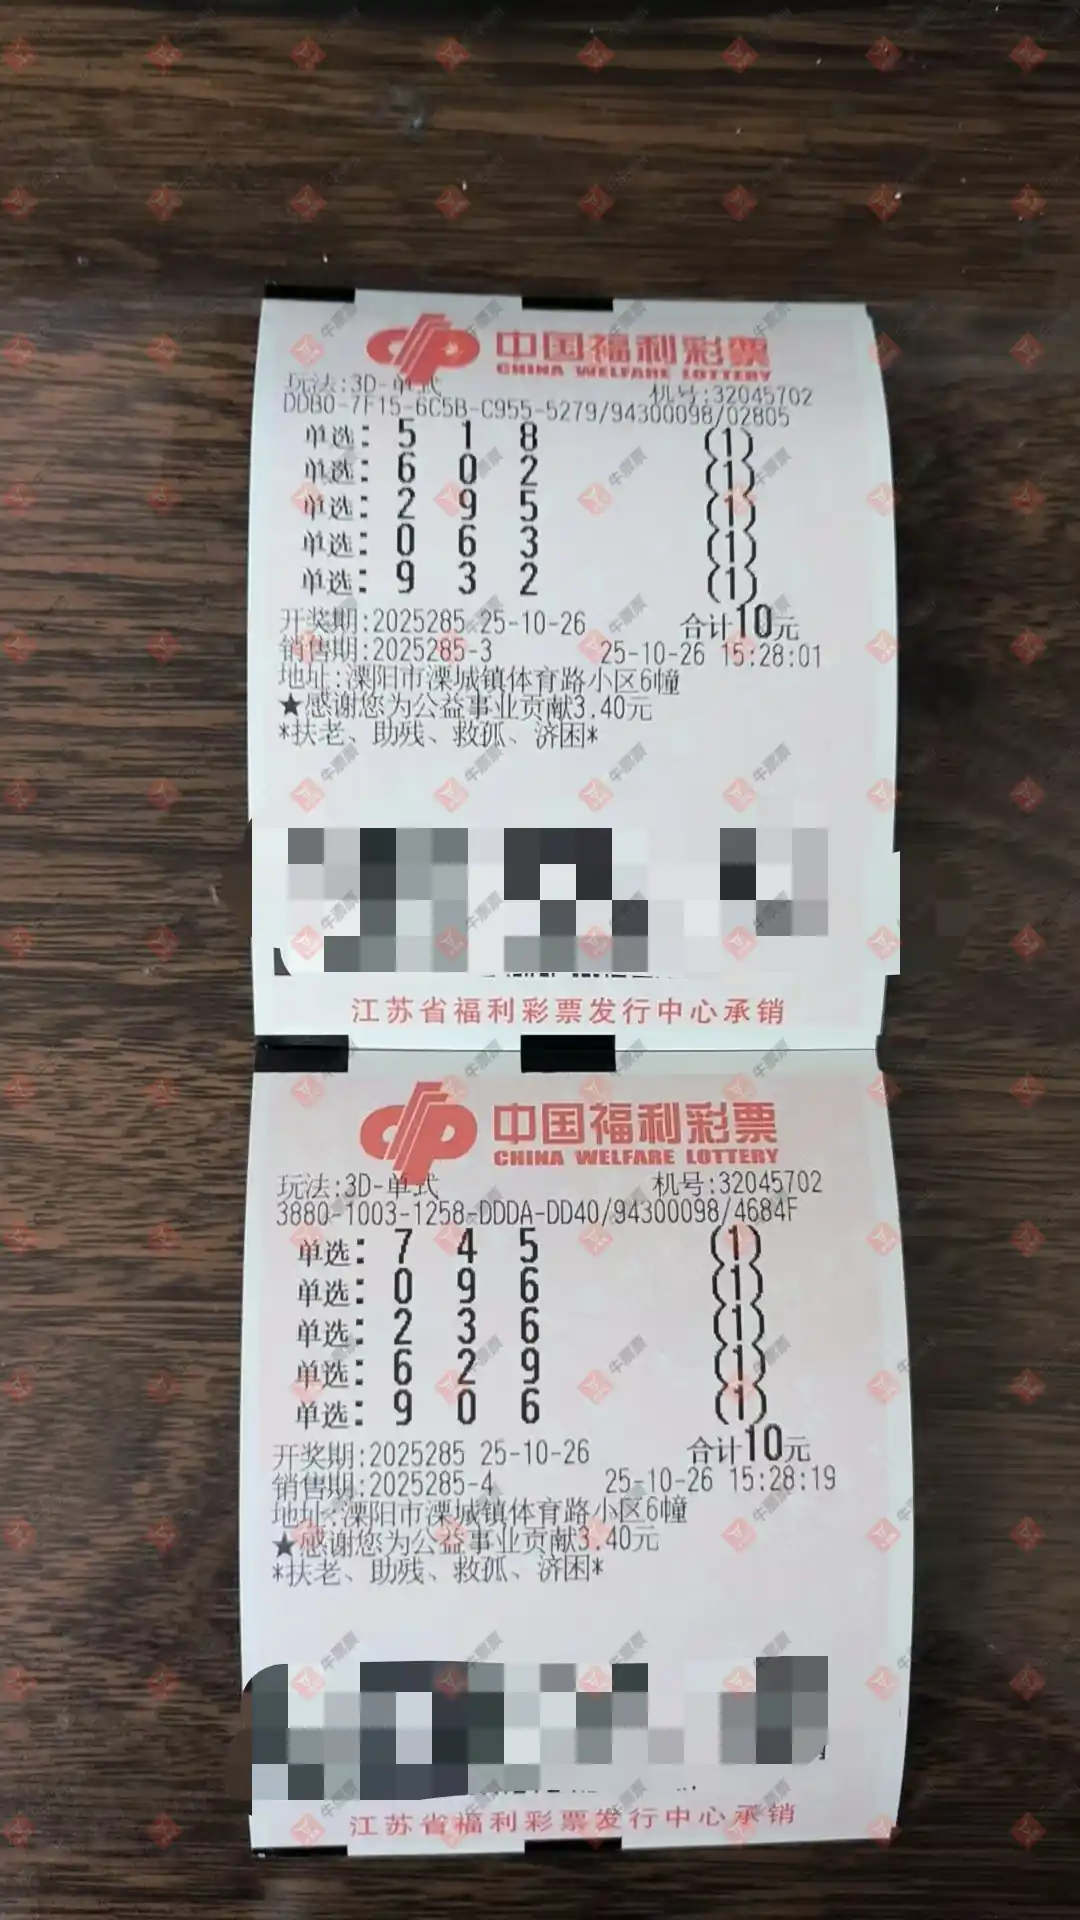 中国福利彩票
CHINA WELFARE LOTTERY
玩法:3D-单式 机号:32045702
DDB0-7F15-6C5B-C955-5279/94300098/02805
单选: 5 1 8 (1)
单选: 6 0 2 (1)
单选: 2 9 5 (1)
单选: 0 6 3 (1)
单选: 9 3 2 (1)
开奖期:2025285 25-10-26 合计10元
销售期:2025285-3 25-10-26 15:28:01
地址:溧阳市溧城镇体育路小区6幢
★感谢您为公益事业贡献3.40元
*扶老、助残、救孤、济困*
江苏省福利彩票发行中心承销
中国福利彩票
CHINA WELFARE LOTTERY
玩法:3D-单式 机号:32045702
3880-1003-1258-DDDA-DD40/94300098/4684F
单选: 7 4 5 (1)
单选: 0 9 6 (1)
单选: 2 3 6 (1)
单选: 6 2 9 (1)
单选: 9 0 6 (1)
开奖期:2025285 25-10-26 合计10元
销售期:2025285-4 25-10-26 15:28:19
地址:溧阳市溧城镇体育路小区6幢
★感谢您为公益事业贡献3.40元
*扶老、助残、救孤、济困*
江苏省福利彩票发行中心承销